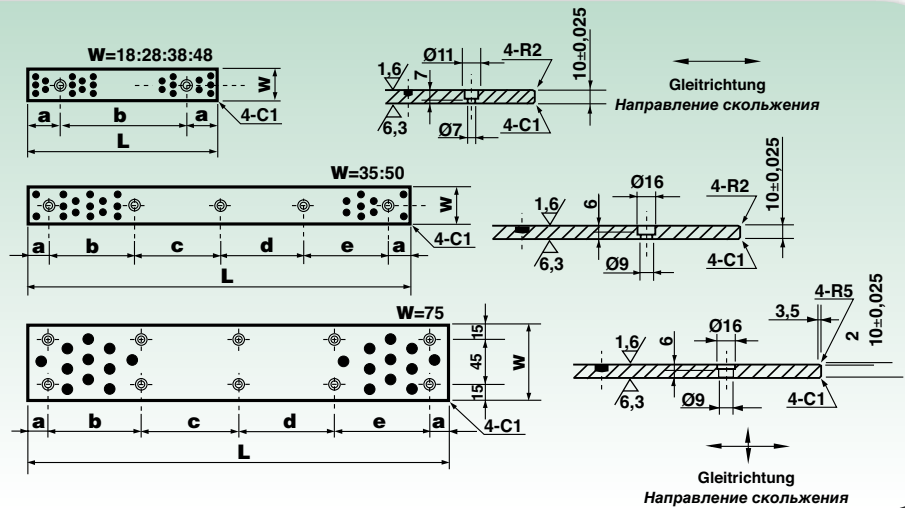 W=18:28:38:48
W
a b a
4-C1
L
1,6
7
Ø11
4-R2
10±0,025
6,3
Ø7
4-C1
Gleitrichtung
Направление скольжения
W=35:50
W
a b c d e a
4-C1
L
1,6
6
Ø16
4-R2
10±0,025
6,3
Ø9
4-C1
W=75
15
45
15
W
a b c d e a
4-C1
L
1,6
6
Ø16
3,5
4-R5
2
10±0,025
6,3
Ø9
4-C1
Gleitrichtung
Направление скольжения